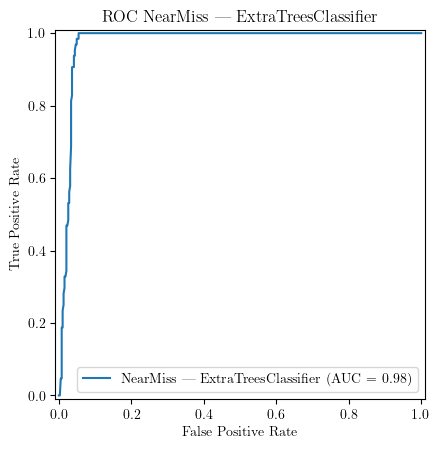 ROC NearMiss — ExtraTreesClassifier
True Positive Rate
1.0
0.8
0.6
0.4
0.2
0.0
NearMiss — ExtraTreesClassifier (AUC = 0.98)
0.0 0.2 0.4 0.6 0.8 1.0
False Positive Rate